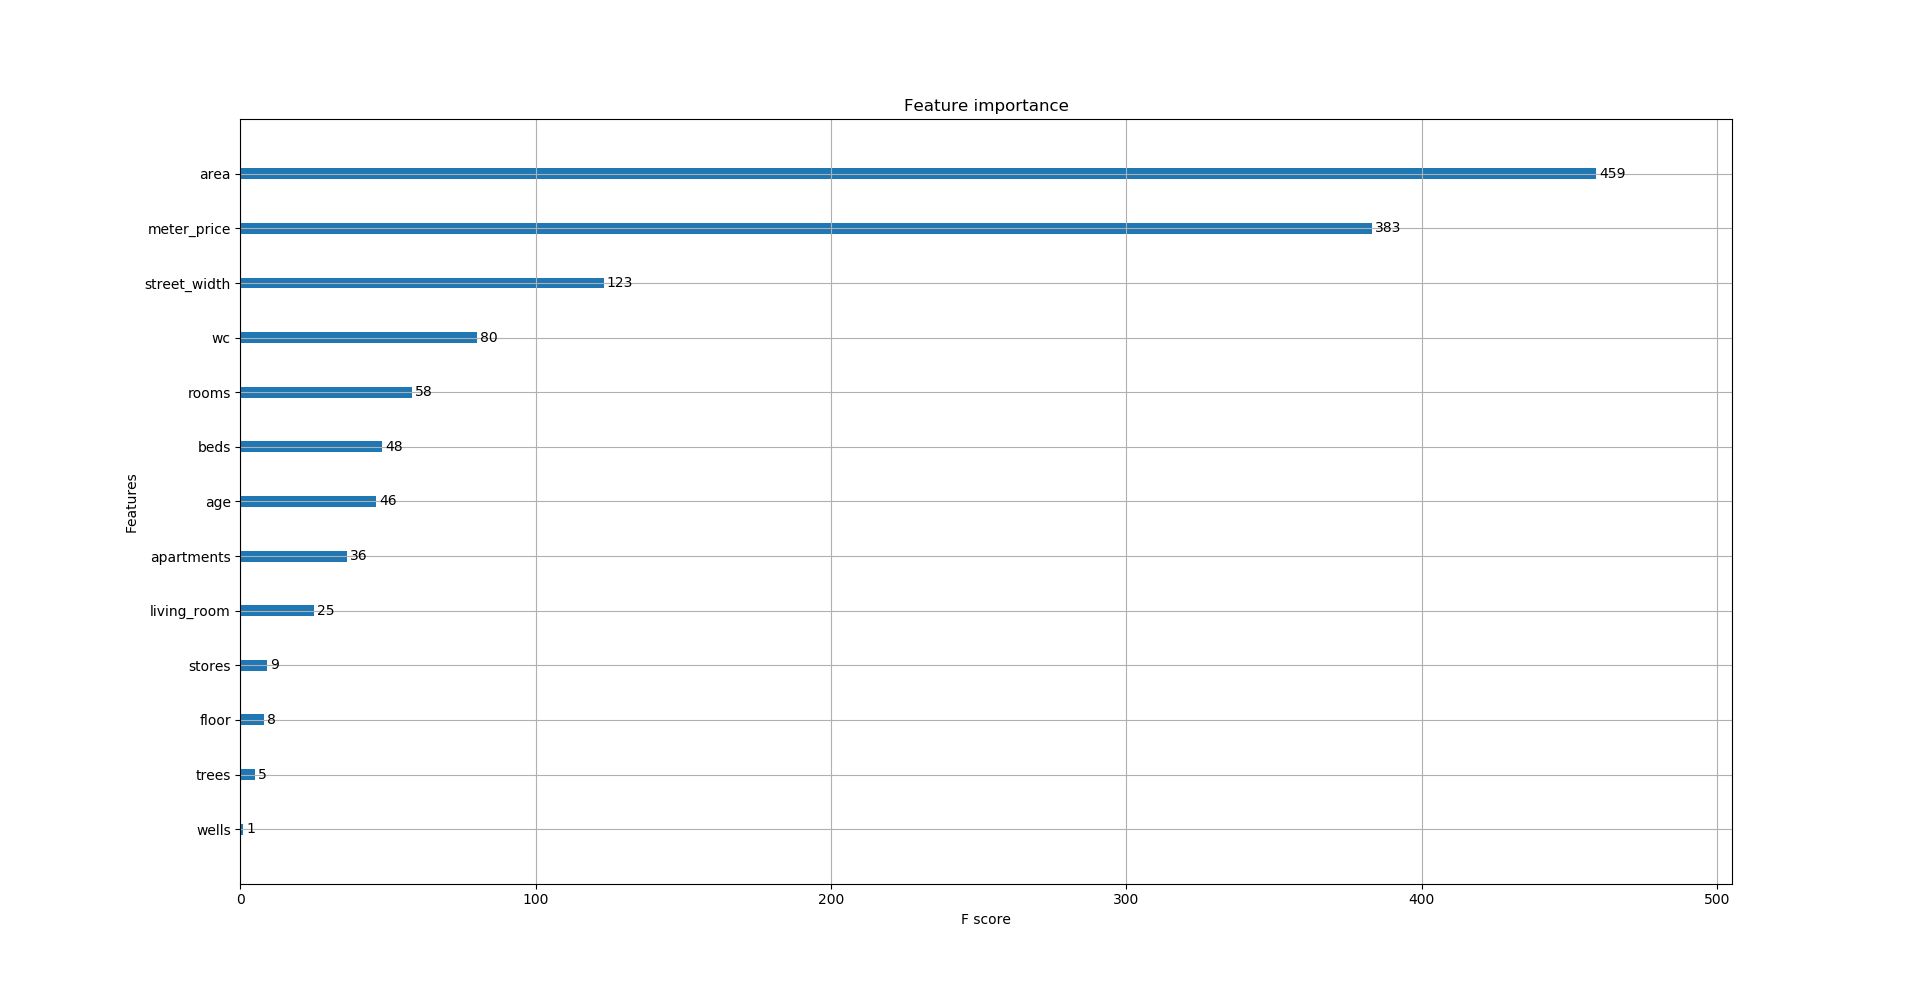 Feature importance
area 459
meter_price 383
street_width 123
wc 80
rooms 58
beds 48
age 46
apartments 36
living_room 25
stores 9
floor 8
trees 5
wells 1
Features
0 100 200 300 400 500
F score